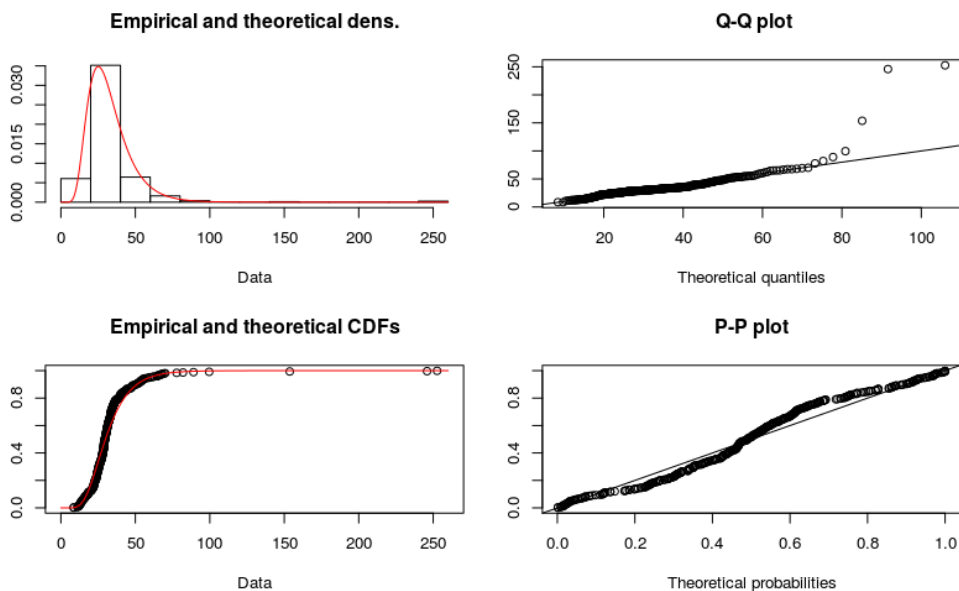 Empirical and theoretical dens.
0.000 0.015 0.030
0 50 100 150 200 250
Data
Q-Q plot
0 50 150 250
20 40 60 80 100
Theoretical quantiles
Empirical and theoretical CDFs
0.0 0.4 0.8
0 50 100 150 200 250
Data
P-P plot
0.0 0.4 0.8
0.0 0.2 0.4 0.6 0.8 1.0
Theoretical probabilities